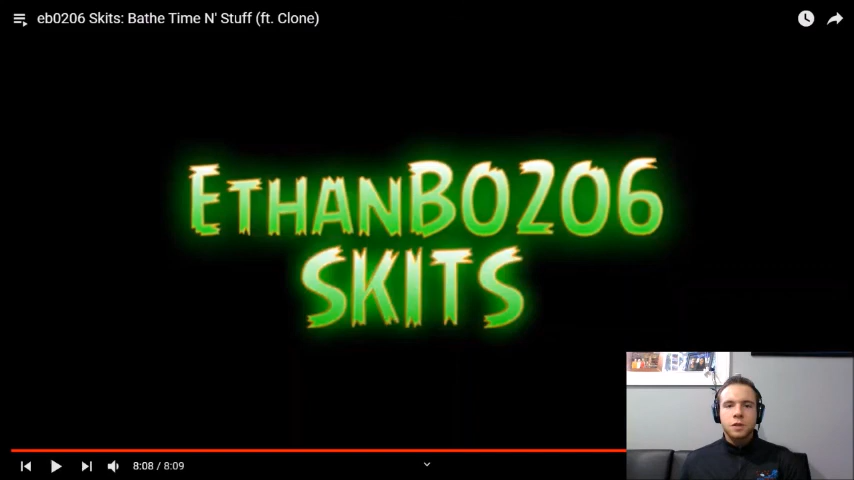 eb0206 Skits: Bathe Time N' Stuff (ft. Clone)
EthanB0206
SKITS
8:08 / 8:09